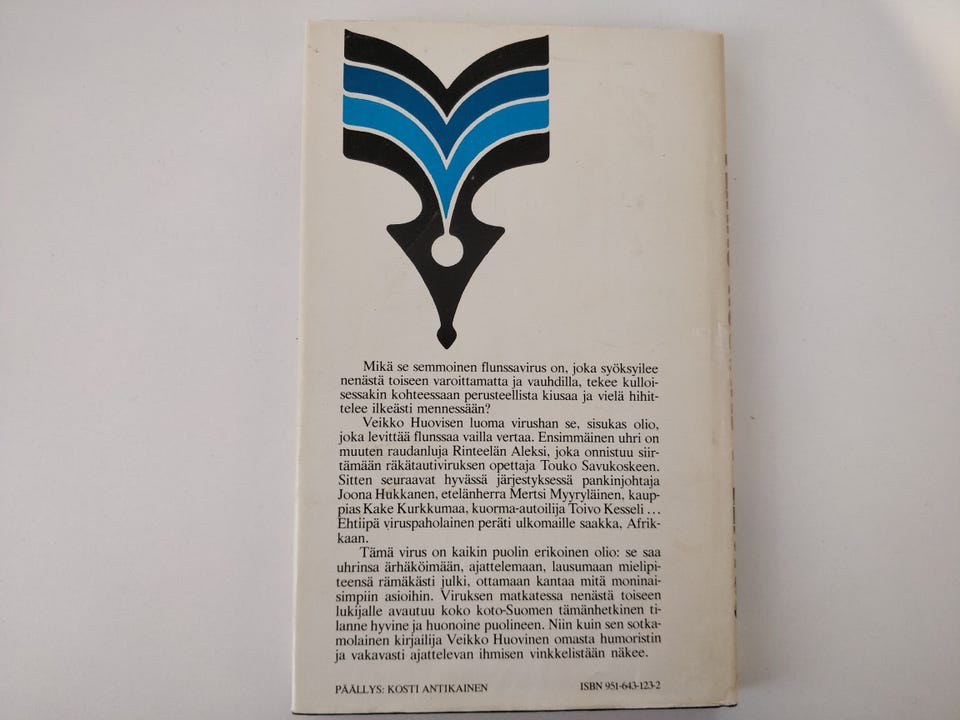 Mikä se semmoinen flunssavirus on, joka syöksyilee
nenästä toiseen varoittamatta ja vauhdilla, tekee kulloi-
sessakin kohteessaan perusteellista kiusaa ja vielä hihit-
telee ilkeästi mennessään?
Veikko Huovisen luoma virushan se, sisukas olio,
joka levittää flunssaa vailla vertaa. Ensimmäinen uhri on
muuten raudanluja Rinteelän Aleksi, joka onnistuu siir-
tämään räkätautiviruksen opettaja Touko Savukoskeen.
Sitten seuraavat hyvässä järjestyksessä pankinjohtaja
Joona Hukkanen, etelänherra Mertsi Myyryläinen, kaup-
pias Kake Kurkkumaa, kuorma-autoilija Toivo Kesseli ...
Ehtiipä viruspaholainen peräti ulkomaille saakka, Afrik-
kaan.
Tämä virus on kaikin puolin erikoinen olio: se saa
uhrinsa ärhäköimään, ajattelemaan, lausumaan mielipi-
teensä rämäkästi julki, ottamaan kantaa mitä moninai-
simpiin asioihin. Viruksen matkatessa nenästä toiseen
lukijalle avautuu koko koto-Suomen tämänhetkinen ti-
lanne hyvine ja huonoine puolineen. Niin kuin sen sotka-
molainen kirjailija Veikko Huovinen omasta humoristin
ja vakavasti ajattelevan ihmisen vinkkelistään näkee.
PÄÄLLYS: KOSTI ANTIKAINEN
ISBN 951-643-123-2